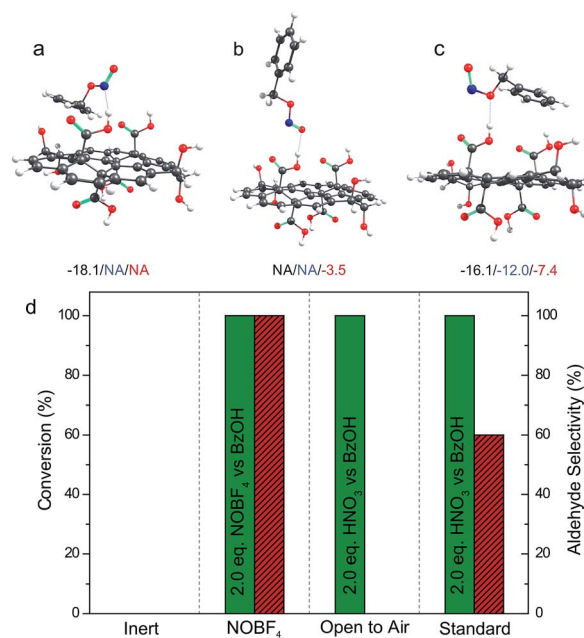 a
b
c
-18.1/NA/NA
NA/NA/-3.5
-16.1/-12.0/-7.4
d
100
80
60
40
20
0
Conversion (%)
2.0 eq. NOBF₄ vs BzOH
2.0 eq. HNO₃ vs BzOH
2.0 eq. HNO₃ vs BzOH
100
80
60
40
20
0
Aldehyde Selectivity (%)
Inert NOBF₄ Open to Air Standard